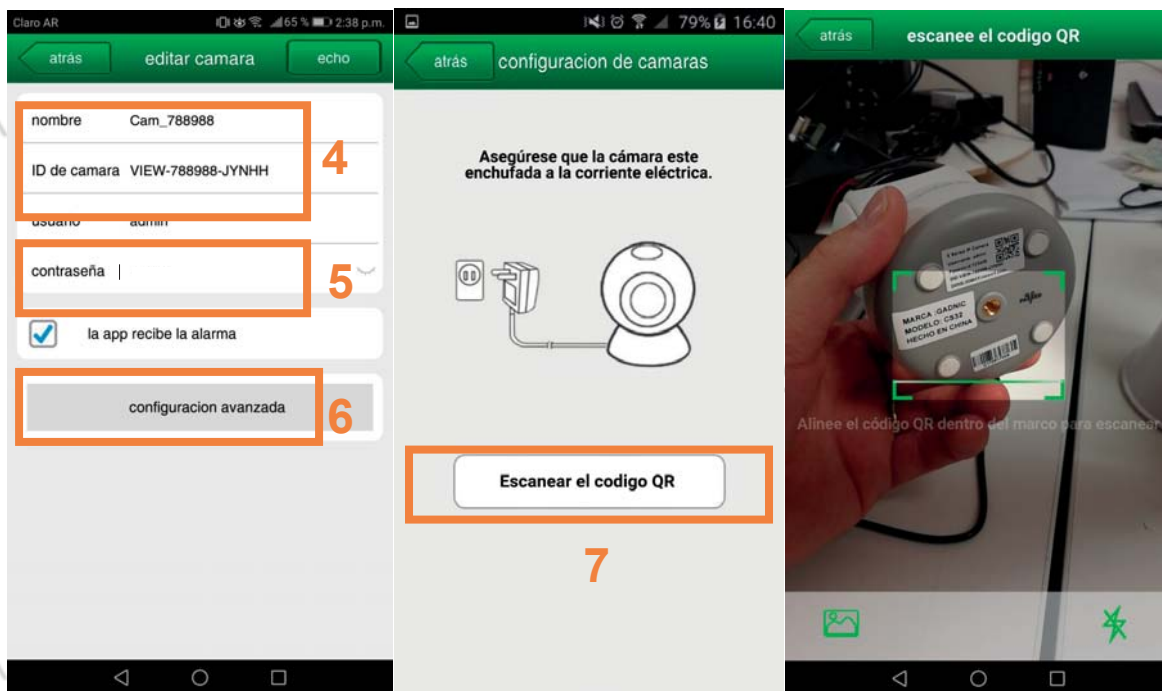 Claro AR
65 % 2:38 p.m.
atrás editar camara echo
nombre Cam_788988
ID de camara VIEW-788988-JYNHH
4
usuario admin
contraseña
5
la app recibe la alarma
configuracion avanzada
6
79% 16:40
atrás configuracion de camaras
Asegúrese que la cámara este
enchufada a la corriente eléctrica.
Escanear el codigo QR
7
atrás escanee el codigo QR
MARCA :GADNIC
MODELO: CS32
HECHO EN CHINA
Alinee el código QR dentro del marco para escanear